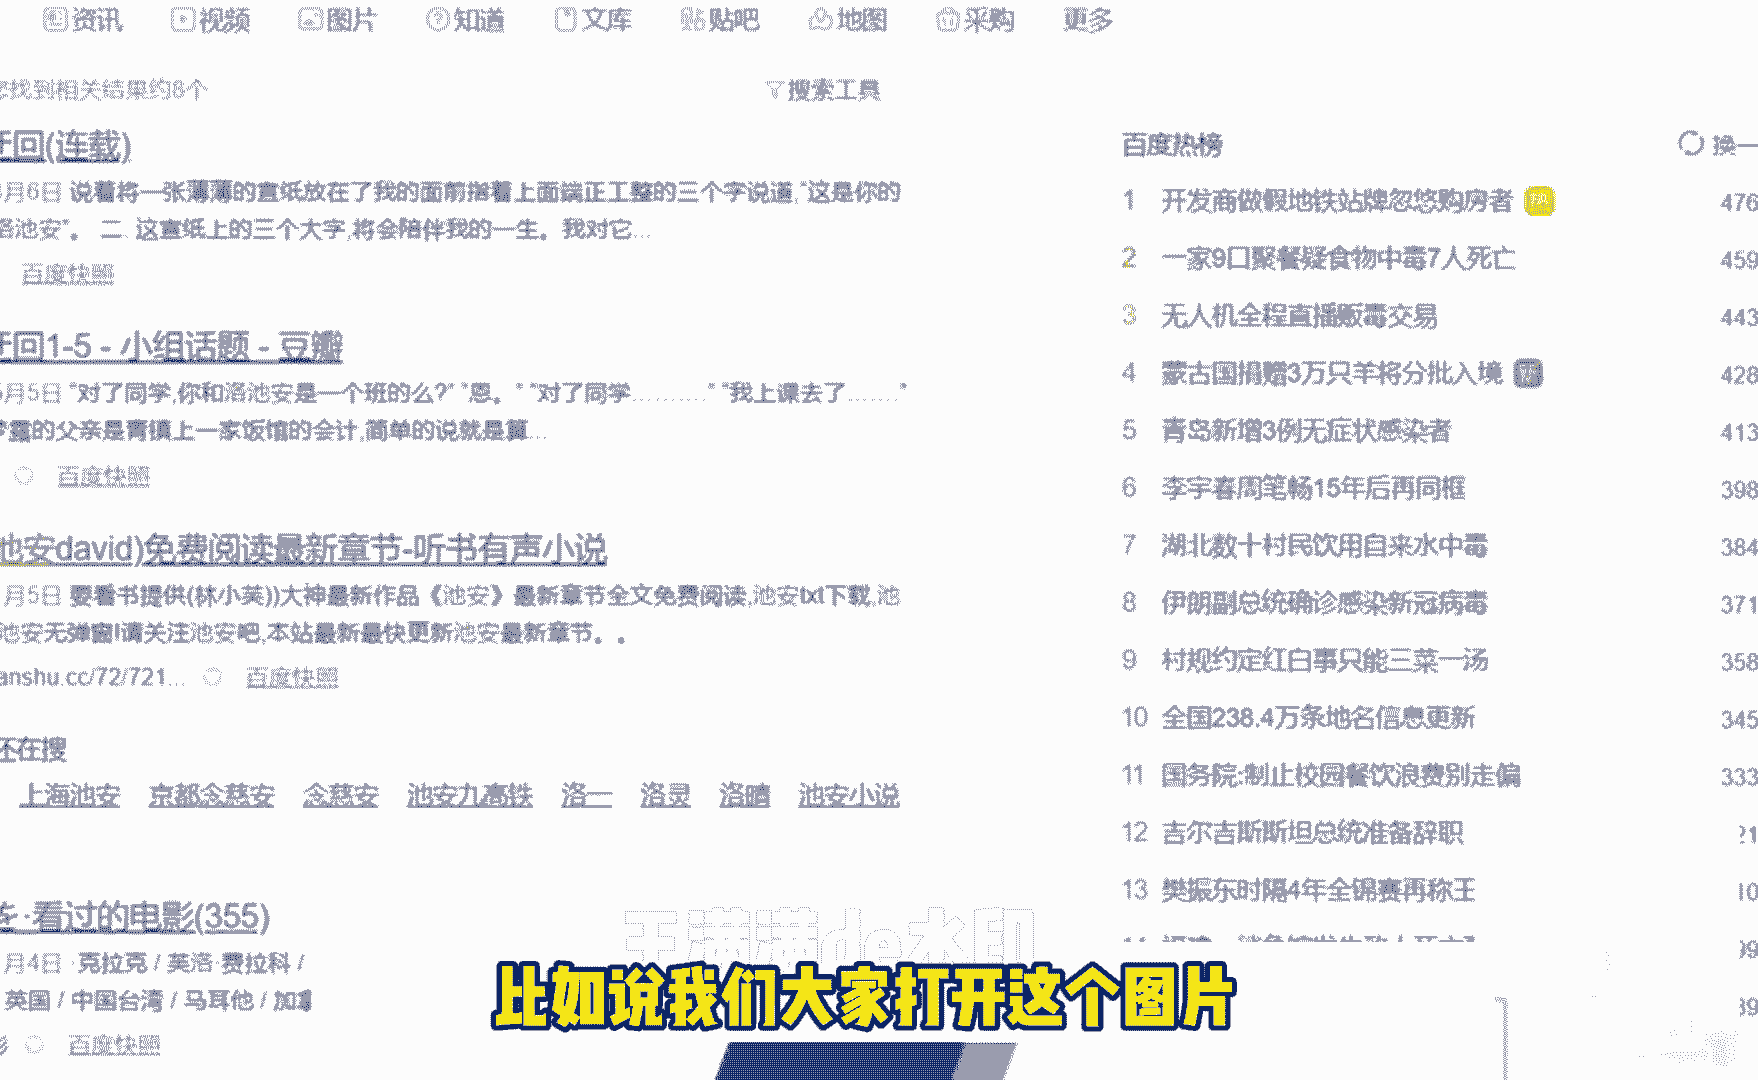 资讯 视频 图片 知道 文库 贴吧 地图 采购 更多
找到相关结果约8个 搜索工具
回(连载)
月6日 说着将一张薄薄的宣纸放在了我的面前指着上面端正工整的三个字说道,“这是你的
洛池安”。 二 这宣纸上的三个大字,将会陪伴我的一生。我对它...
百度快照
回1-5 - 小组话题 - 豆瓣
月5日 “对了同学,你和洛池安是一个班的么?” “恩。” “对了同学.........” “我上课去了.......”
的父亲是青镇上一家饭馆的会计,简单的说就是算...
百度快照
池安david)免费阅读最新章节-听书有声小说
月5日 要看书提供(林小芙))大神最新作品《池安》最新章节全文免费阅读,池安txt下载,池
池安无弹窗!请关注池安吧,本站最新最快更新池安最新章节。。
anshu.cc/72/721... 百度快照
还在搜
上海池安 京都念慈安 念慈安 池安九高铁 洛一 洛灵 洛晴 池安小说
·看过的电影(355)
月4日 ·克拉克 / 芙洛·费拉科 /
英国 / 中国台湾 / 马耳他 / 加拿
百度快照
百度热榜 换一
1 开发商做假地铁站牌忽悠购房者 热 476
2 一家9口聚餐疑食物中毒7人死亡 459
3 无人机全程直播贩毒交易 443
4 蒙古国捐赠3万只羊将分批入境 428
5 青岛新增3例无症状感染者 413
6 李宇春周笔畅15年后再同框 398
7 湖北数十村民饮用自来水中毒 384
8 伊朗副总统确诊感染新冠病毒 371
9 村规约定红白事只能三菜一汤 358
10 全国238.4万条地名信息更新 345
11 国务院:制止校园餐饮浪费别走偏 333
12 吉尔吉斯斯坦总统准备辞职 21
13 樊振东时隔4年全锦赛再称王 10
王满满de水印
比如说我们大家打开这个图片